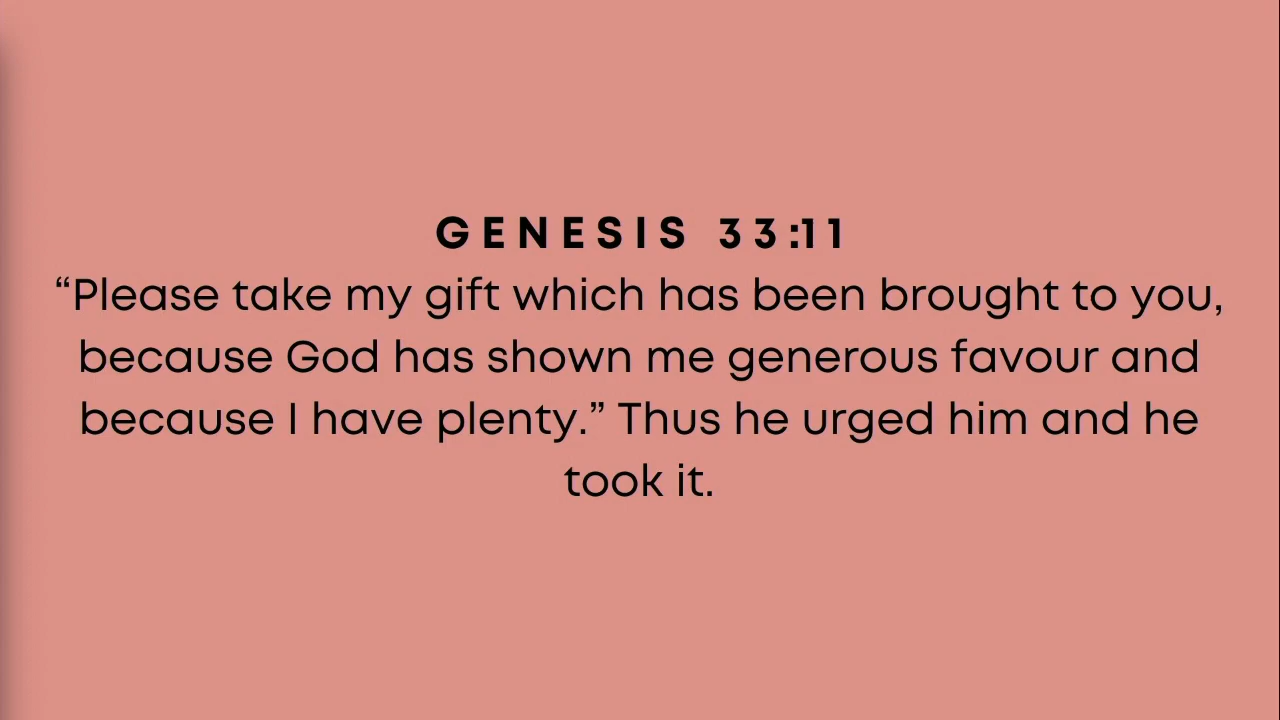 GENESIS 33:11
“Please take my gift which has been brought to you,
because God has shown me generous favour and
because I have plenty.” Thus he urged him and he
took it.